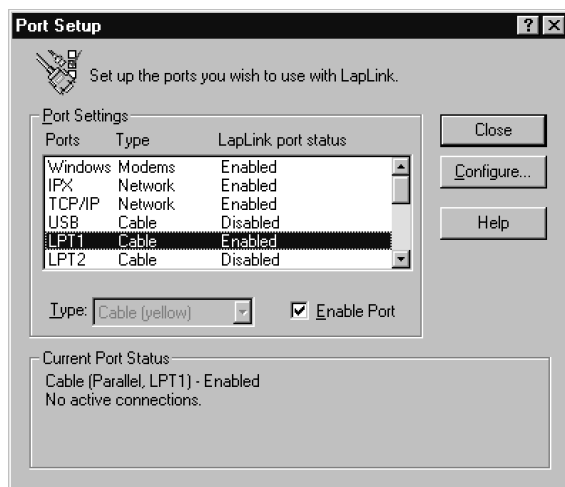 Port Setup
Set up the ports you wish to use with LapLink.
Port Settings
Ports Type LapLink port status
Windows Modems Enabled
IPX Network Enabled
TCP/IP Network Enabled
USB Cable Disabled
LPT1 Cable Enabled
LPT2 Cable Disabled
Type: Cable (yellow) Enable Port
Close
Configure...
Help
Current Port Status
Cable (Parallel, LPT1) - Enabled
No active connections.